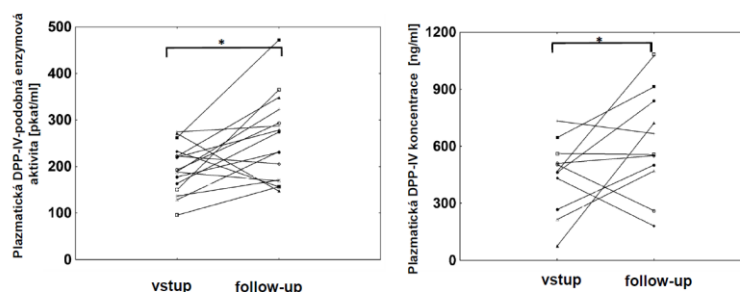 Plazmatická DPP-IV-podobná enzymová
aktivita [pkat/ml]
500
400
300
200
100
0
*
vstup
follow-up
Plazmatická DPP-IV koncentrace [ng/ml]
1200
900
600
300
0
*
vstup
follow-up